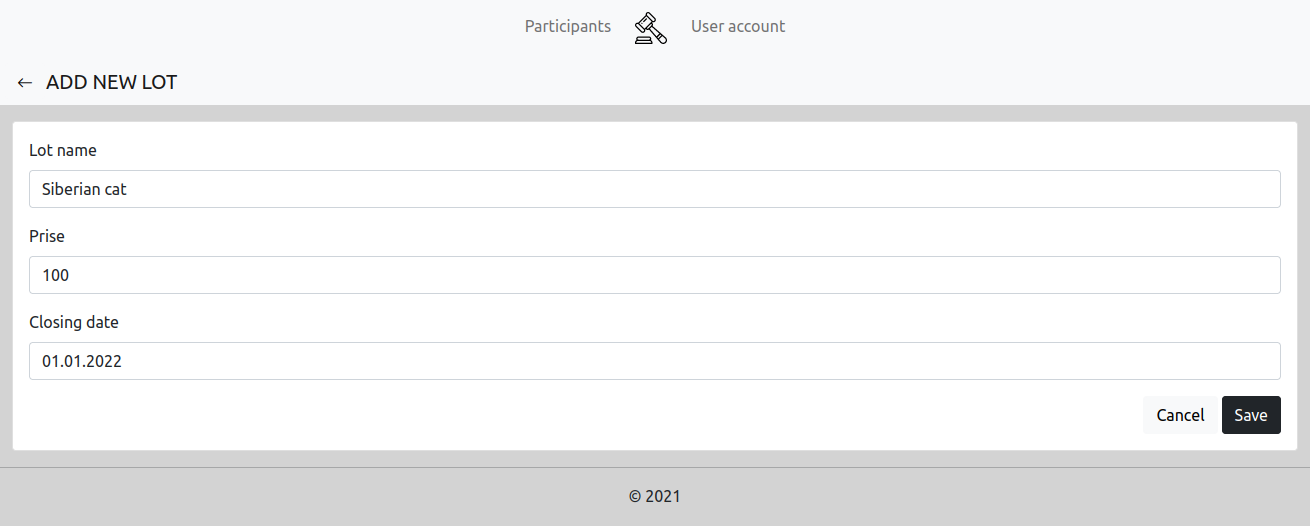 Participants User account
← ADD NEW LOT
Lot name
Siberian cat
Prise
100
Closing date
01.01.2022
Cancel Save
© 2021